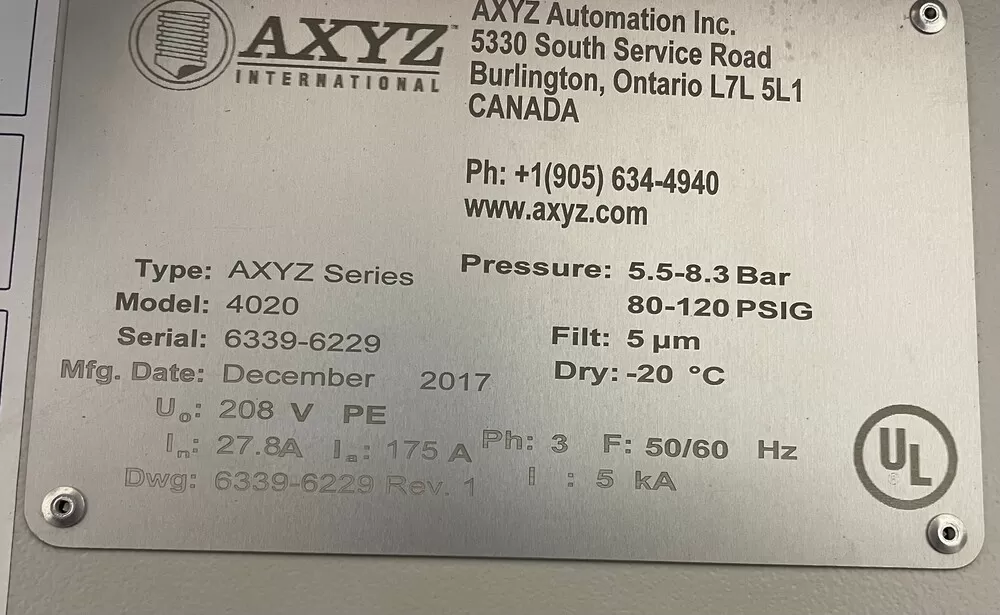 AXYZ
INTERNATIONAL
AXYZ Automation Inc.
5330 South Service Road
Burlington, Ontario L7L 5L1
CANADA
Ph: +1(905) 634-4940
www.axyz.com
Type: AXYZ Series
Model: 4020
Serial: 6339-6229
Mfg. Date: December 2017
Pressure: 5.5-8.3 Bar
80-120 PSIG
Filt: 5 µm
Dry: -20 °C
Uₒ: 208 V PE
Iₙ: 27.8A Iₐ: 175 A Ph: 3 F: 50/60 Hz
Dwg: 6339-6229 Rev. 1 I : 5 kA
UL